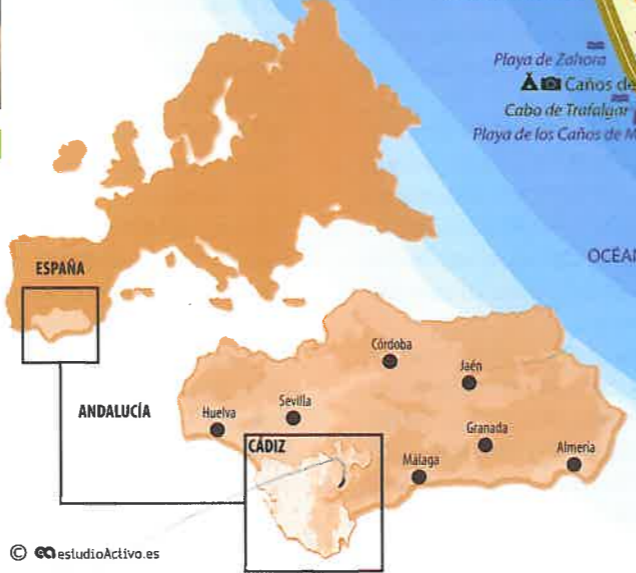 Playa de Zahora
Caños de
Cabo de Trafalgar
Playa de los Caños de M
OCÉAN
ESPAÑA
ANDALUCÍA
Córdoba
Jaén
Sevilla
Huelva
Granada
Almería
Málaga
CÁDIZ
© estudioActivo.es